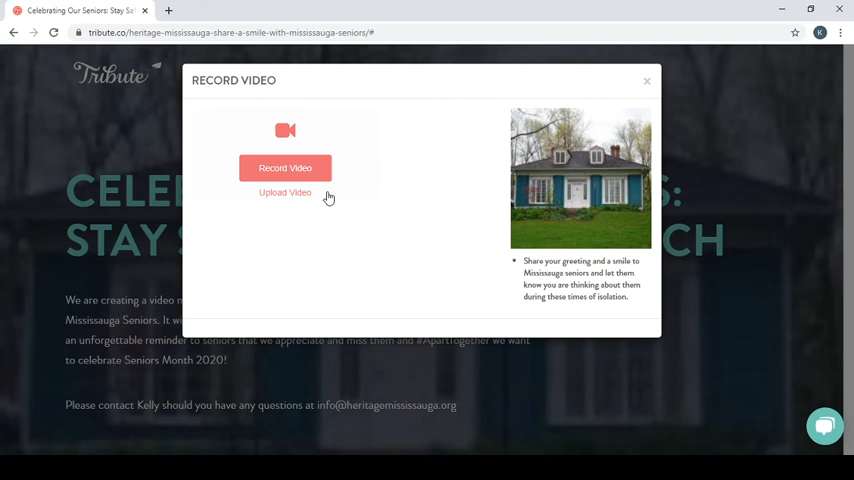 Celebrating Our Seniors: Stay Sa
tribute.co/heritage-mississauga-share-a-smile-with-mississauga-seniors/#
K
Tribute
RECORD VIDEO
×
Record Video
Upload Video
Share your greeting and a smile to
Mississauga seniors and let them
know you are thinking about them
during these times of isolation.
CELE S:
STAY S CH
We are creating a video m
Mississauga Seniors. It wi
an unforgettable reminder to seniors that we appreciate and miss them and #ApartTogether we want
to celebrate Seniors Month 2020!
Please contact Kelly should you have any questions at info@heritagemississauga.org